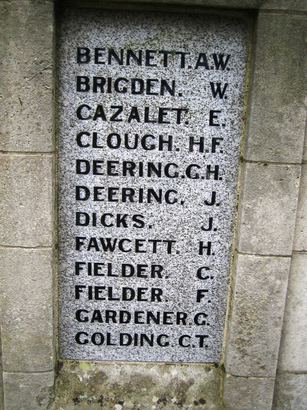 BENNETT. A.W.
BRIGDEN. W.
CAZALET. E.
CLOUGH. H.F.
DEERING. G.H.
DEERING. J.
DICKS. J.
FAWCETT. H.
FIELDER. C.
FIELDER. F.
GARDENER. G.
GOLDING. C.T.